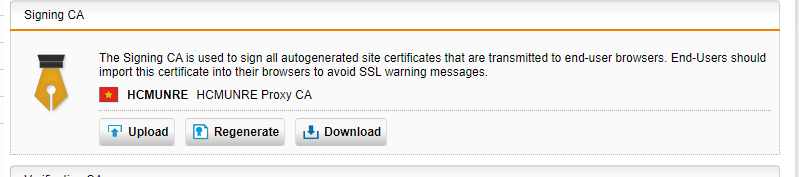 Signing CA
The Signing CA is used to sign all autogenerated site certificates that are transmitted to end-user browsers. End-Users should
import this certificate into their browsers to avoid SSL warning messages.
HCMUNRE HCMUNRE Proxy CA
Upload Regenerate Download